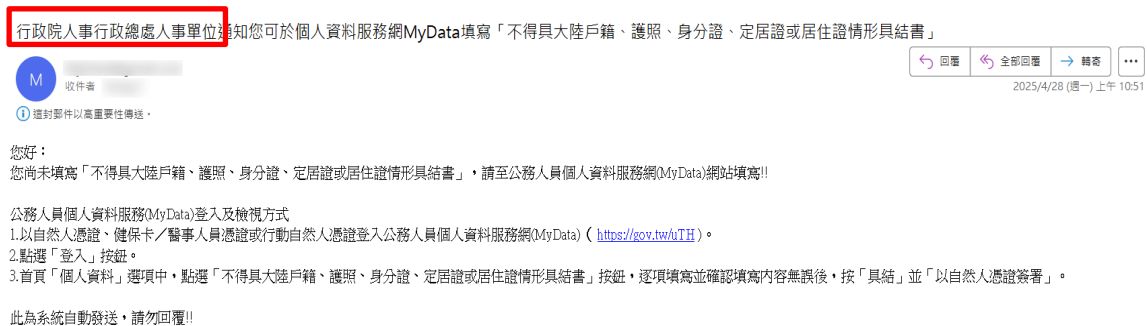 行政院人事行政總處人事單位通知您可於個人資料服務網MyData填寫「不得具大陸戶籍、護照、身分證、定居證或居住證情形具結書」
回覆 全部回覆 轉寄 ...
M
收件者
2025/4/28 (週一) 上午 10:51
這封郵件以高重要性傳送。
您好：
您尚未填寫「不得具大陸戶籍、護照、身分證、定居證或居住證情形具結書」，請至公務人員個人資料服務網(MyData)網站填寫!!
公務人員個人資料服務(MyData)登入及檢視方式
1.以自然人憑證、健保卡／醫事人員憑證或行動自然人憑證登入公務人員個人資料服務網(MyData)（ https://gov.tw/uTH ）。
2.點選「登入」按鈕。
3.首頁「個人資料」選項中，點選「不得具大陸戶籍、護照、身分證、定居證或居住證情形具結書」按鈕，逐項填寫並確認填寫內容無誤後，按「具結」並「以自然人憑證簽署」。
此為系統自動發送，請勿回覆!!